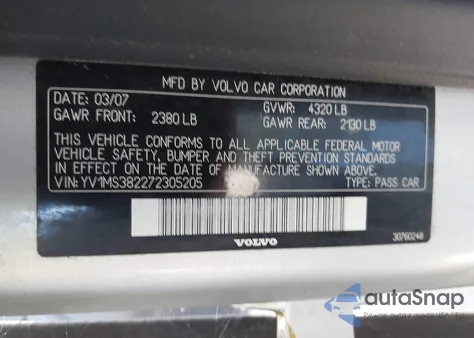 MFD BY VOLVO CAR CORPORATION
DATE: 03/07 GVWR: 4320 LB
GAWR FRONT: 2380 LB GAWR REAR: 2130 LB
THIS VEHICLE CONFORMS TO ALL APPLICABLE FEDERAL MOTOR
VEHICLE SAFETY, BUMPER AND THEFT PREVENTION STANDARDS
IN EFFECT ON THE DATE OF MANUFACTURE SHOWN ABOVE.
VIN: YV1MS382272305205 TYPE: PASS CAR
VOLVO 30760248
autoSnap